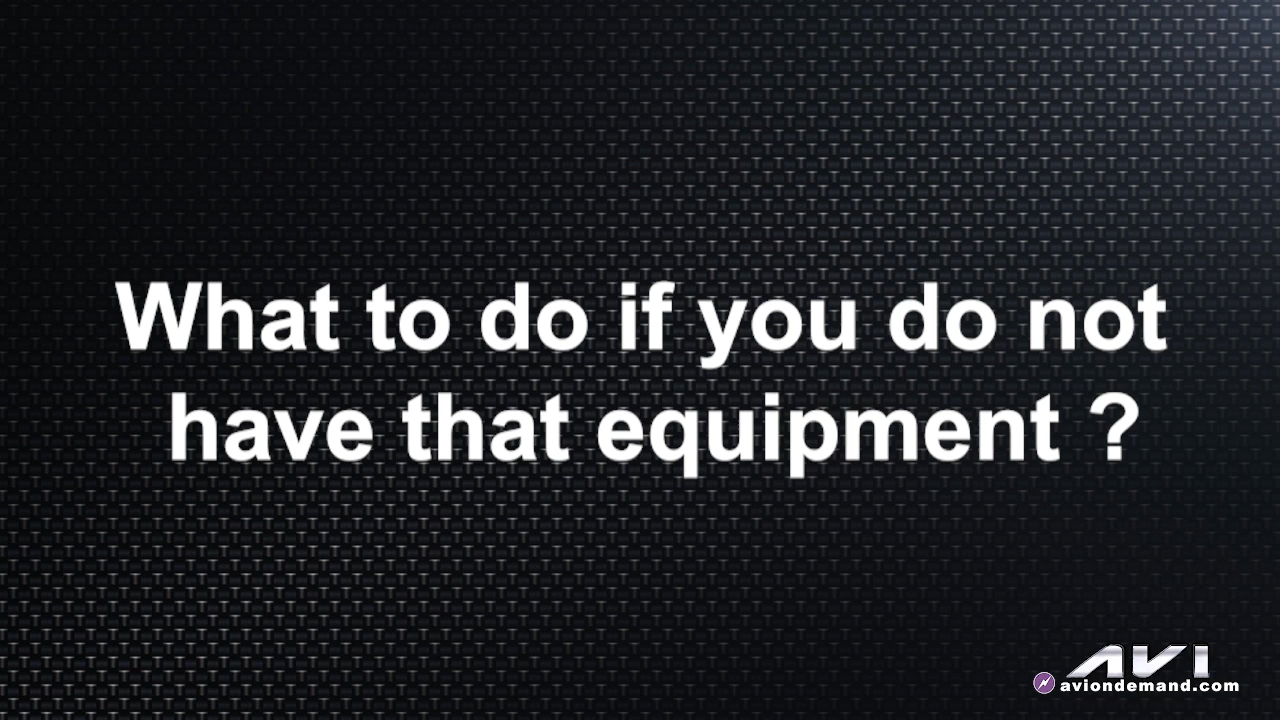 What to do if you do not
have that equipment ?
AVI
aviondemand.com